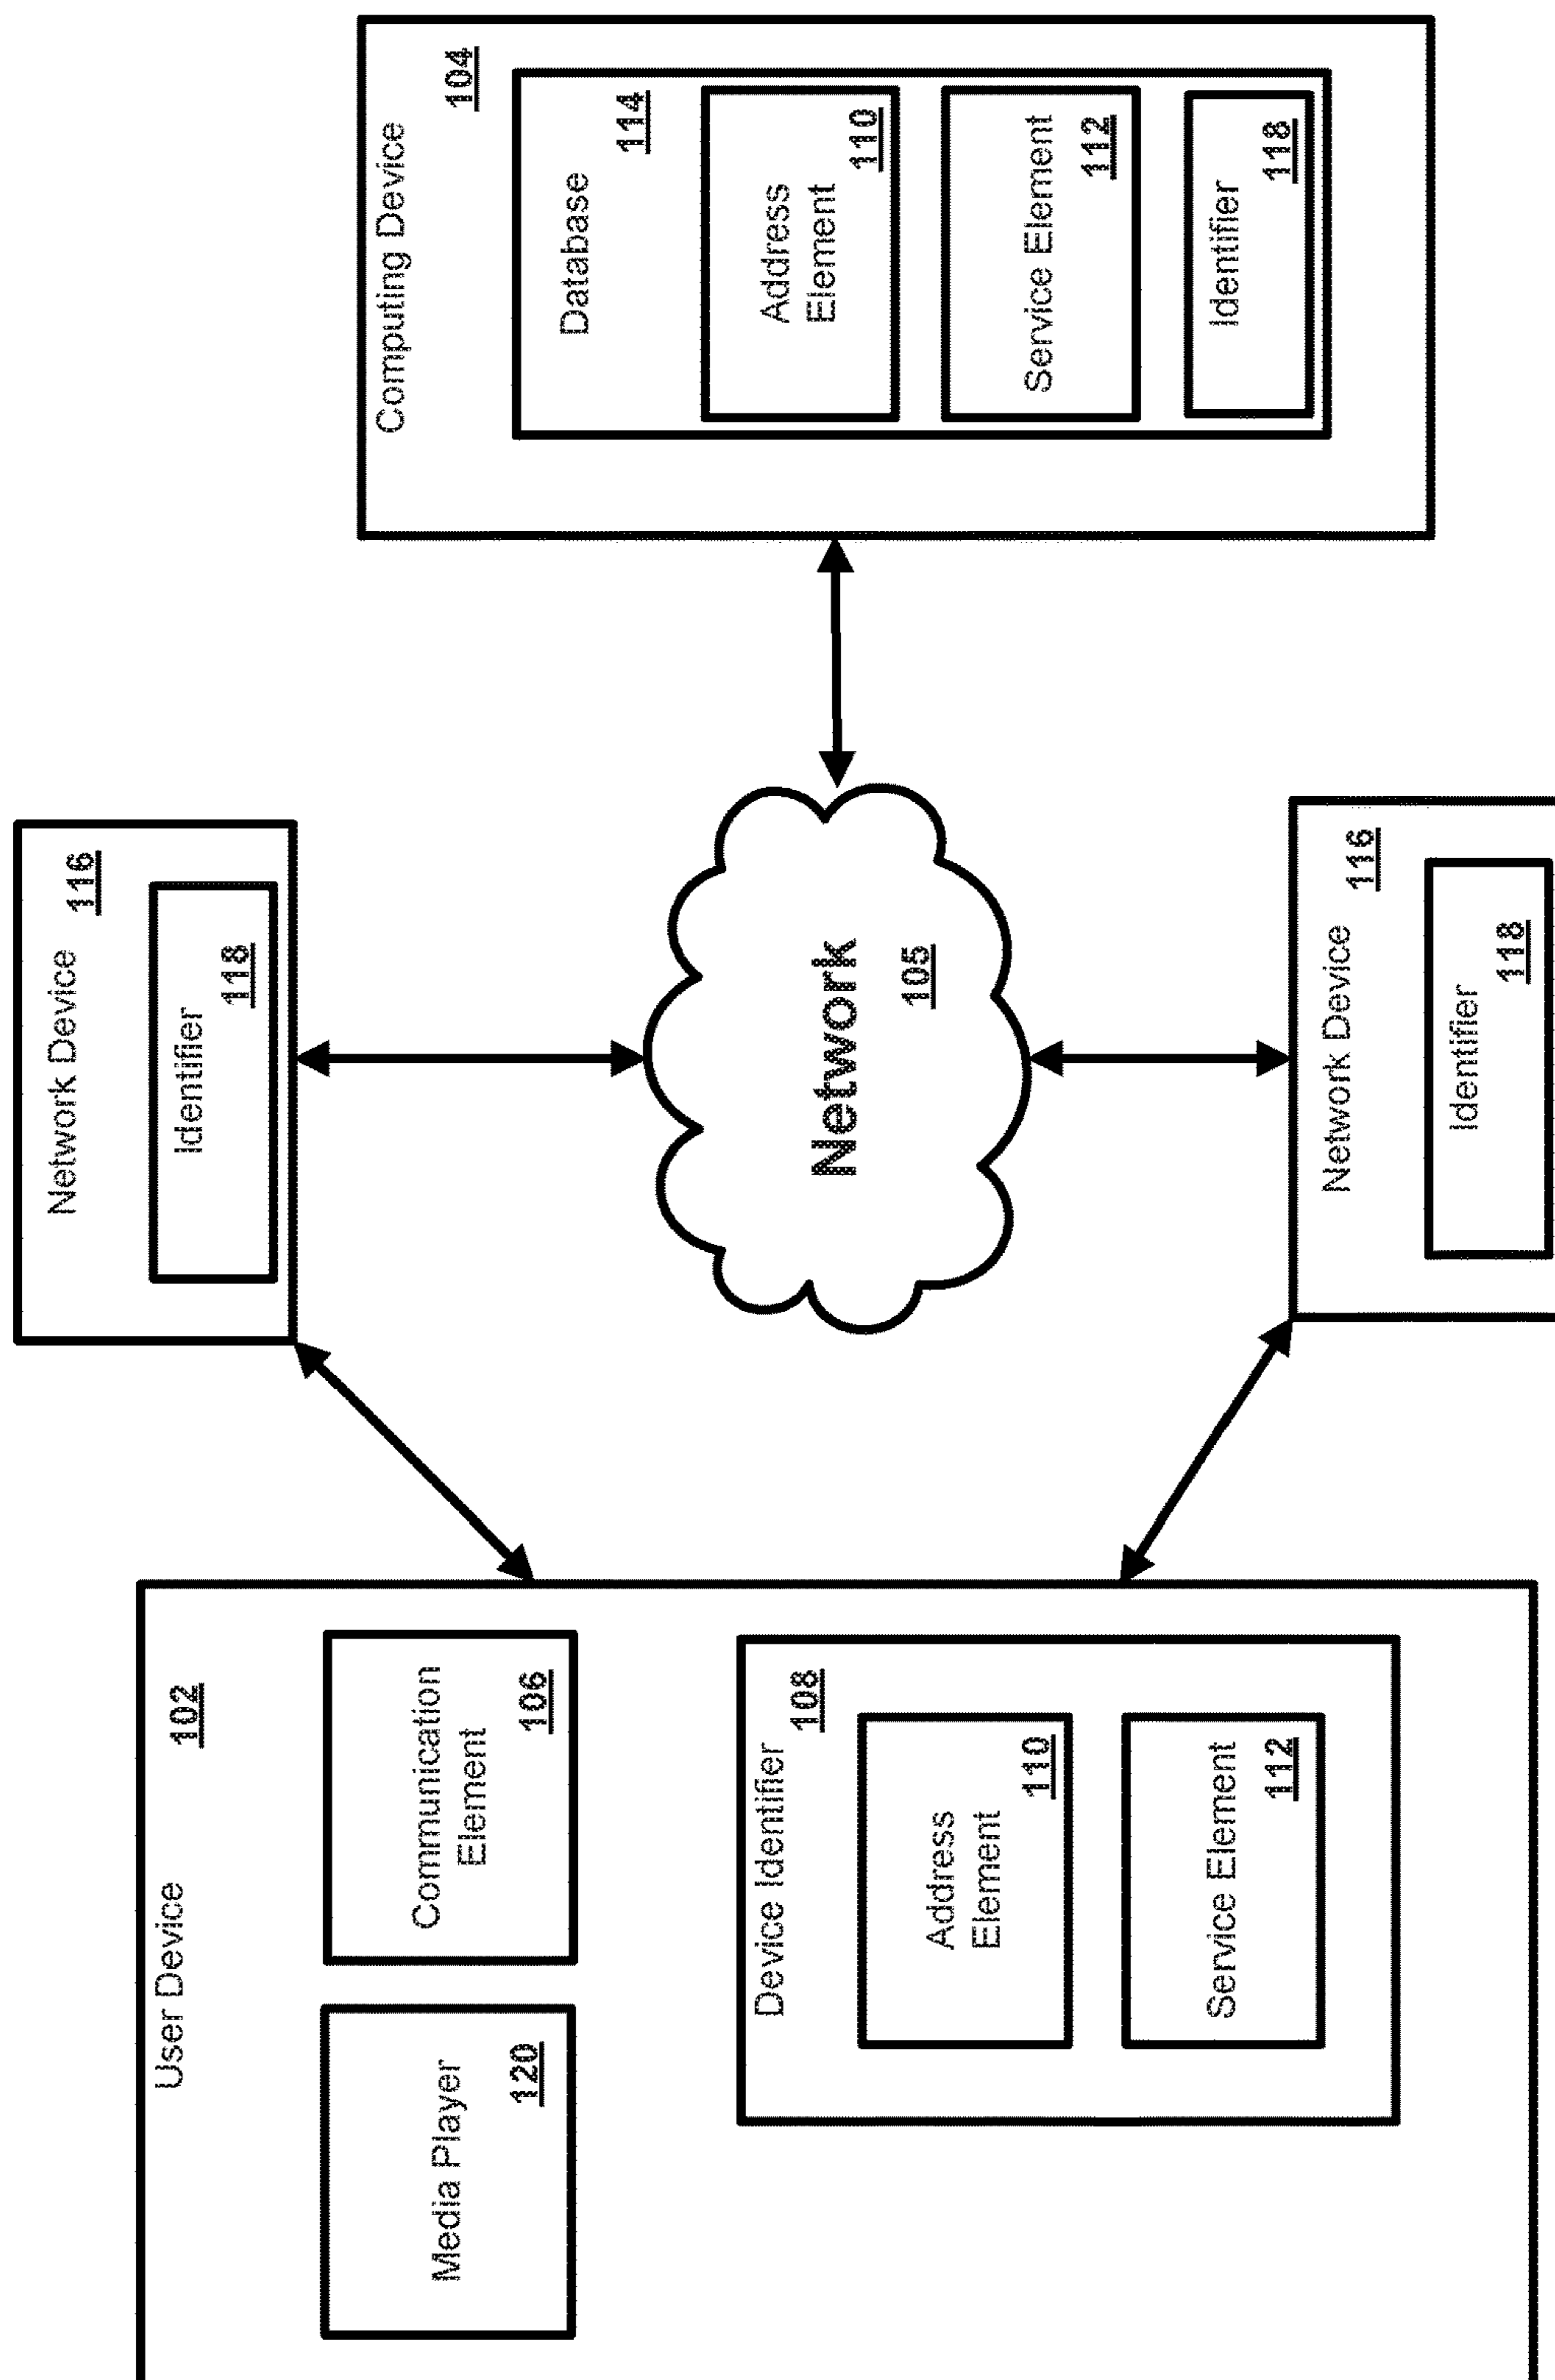 User Device
102
Media Player
120
Communication
Element
106
Device Identifier
108
Address
Element
110
Service Element
112
Network Device
116
Identifier
118
Network
105
Network Device
116
Identifier
118
Computing Device
104
Database
114
Address
Element
110
Service Element
112
Identifier
118